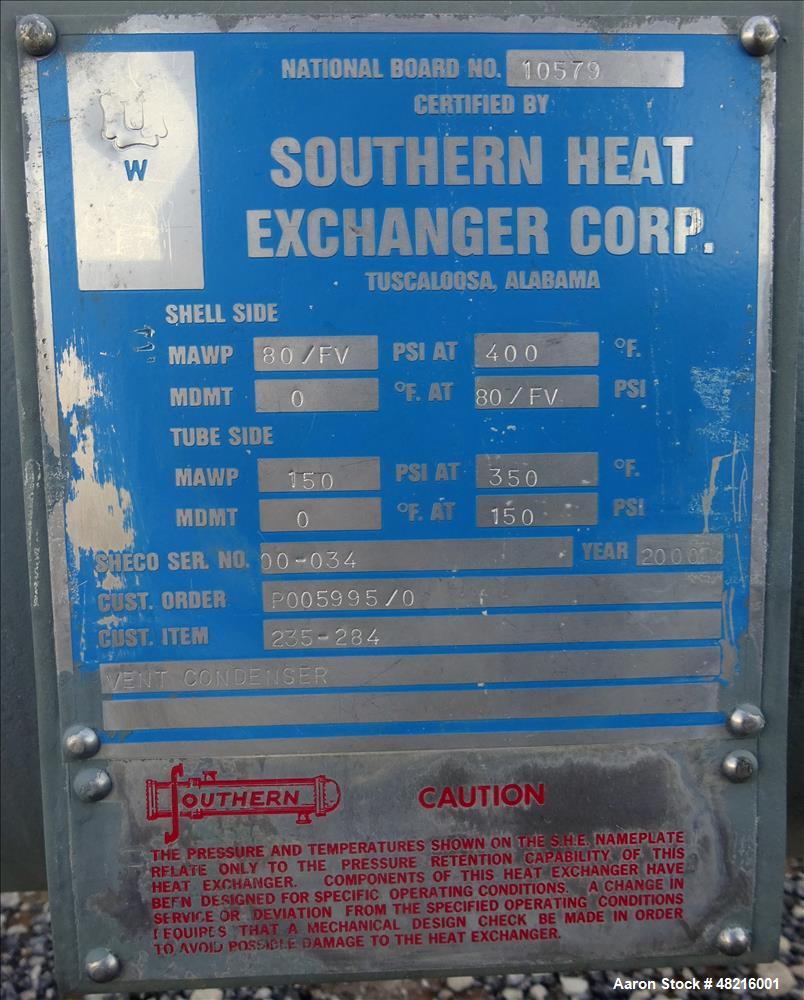 U
W
NATIONAL BOARD NO. 10579
CERTIFIED BY
SOUTHERN HEAT
EXCHANGER CORP.
TUSCALOOSA, ALABAMA
SHELL SIDE
MAWP 80/FV PSI AT 400 °F.
MDMT 0 °F. AT 80/FV PSI
TUBE SIDE
MAWP 150 PSI AT 350 °F.
MDMT 0 °F. AT 150 PSI
SHECO SER. NO. 00-034 YEAR 2000
CUST. ORDER P005995/0
CUST. ITEM 235-284
VENT CONDENSER
SOUTHERN
CAUTION
THE PRESSURE AND TEMPERATURES SHOWN ON THE S.H.E. NAMEPLATE
RELATE ONLY TO THE PRESSURE RETENTION CAPABILITY OF THIS
HEAT EXCHANGER. COMPONENTS OF THIS HEAT EXCHANGER HAVE
BEEN DESIGNED FOR SPECIFIC OPERATING CONDITIONS. A CHANGE IN
SERVICE OR DEVIATION FROM THE SPECIFIED OPERATING CONDITIONS
REQUIRES THAT A MECHANICAL DESIGN CHECK BE MADE IN ORDER
TO AVOID POSSIBLE DAMAGE TO THE HEAT EXCHANGER.
Aaron Stock # 48216001